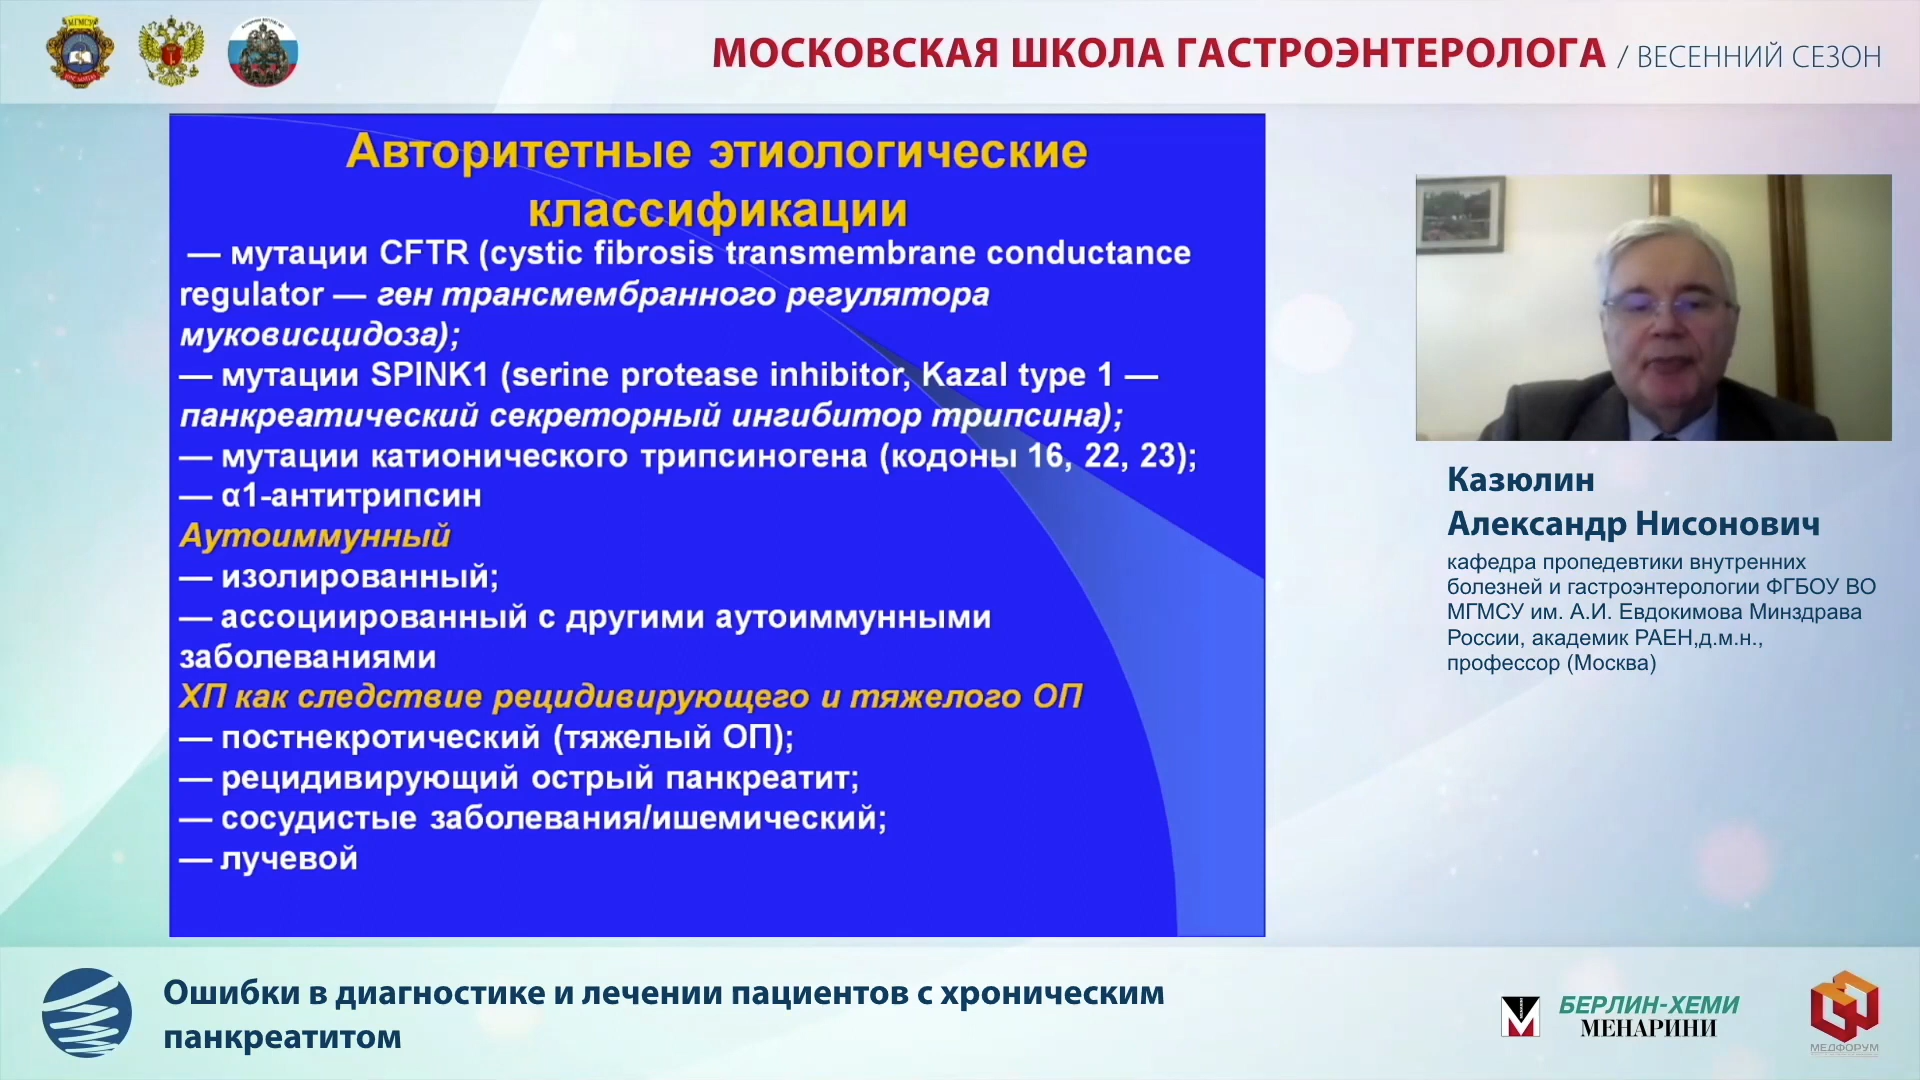 МГМСУ
МОСКОВСКАЯ ШКОЛА ГАСТРОЭНТЕРОЛОГА / ВЕСЕННИЙ СЕЗОН
Авторитетные этиологические
классификации
— мутации CFTR (cystic fibrosis transmembrane conductance
regulator — ген трансмембранного регулятора
муковисцидоза);
— мутации SPINK1 (serine protease inhibitor, Kazal type 1 —
панкреатический секреторный ингибитор трипсина);
— мутации катионического трипсиногена (кодоны 16, 22, 23);
— α1-антитрипсин
Аутоиммунный
— изолированный;
— ассоциированный с другими аутоиммунными
заболеваниями
ХП как следствие рецидивирующего и тяжелого ОП
— постнекротический (тяжелый ОП);
— рецидивирующий острый панкреатит;
— сосудистые заболевания/ишемический;
— лучевой
Казюлин
Александр Нисонович
кафедра пропедевтики внутренних
болезней и гастроэнтерологии ФГБОУ ВО
МГМСУ им. А.И. Евдокимова Минздрава
России, академик РАЕН,д.м.н.,
профессор (Москва)
Ошибки в диагностике и лечении пациентов с хроническим
панкреатитом
БЕРЛИН-ХЕМИ
МЕНАРИНИ
МЕДФОРУМ